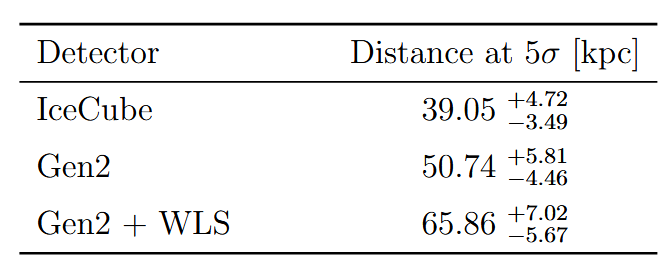 Detector Distance at 5σ [kpc]
IceCube 39.05 +4.72 −3.49
Gen2 50.74 +5.81 −4.46
Gen2 + WLS 65.86 +7.02 −5.67